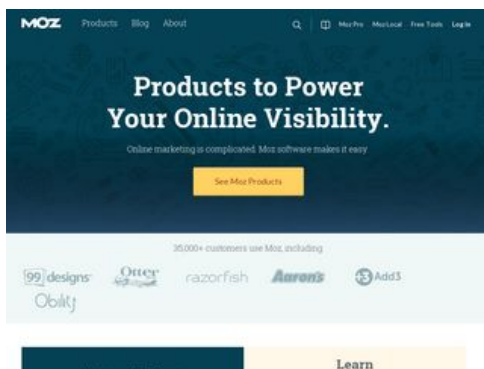 MOZ Products Blog About Moz Pro Moz Local Free Tools Log in
Products to Power
Your Online Visibility.
Online marketing is complicated. Moz software makes it easy
See Moz Products
35,000+ customers use Moz, including
99designs Otter razorfish Aaron's Add3
Obility
Learn